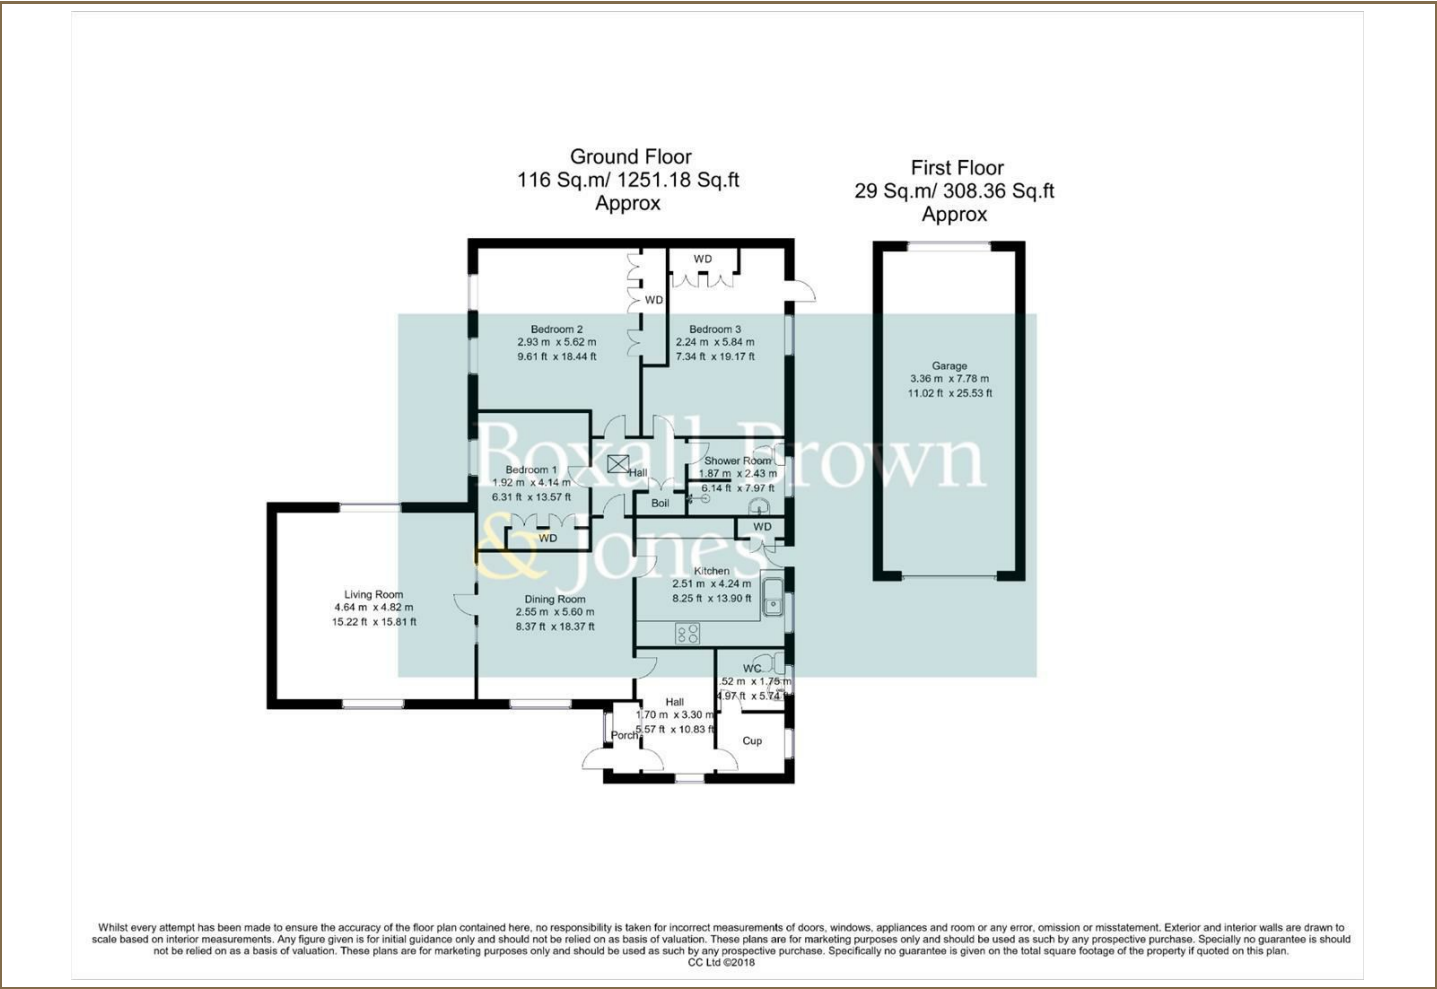 Ground Floor
116 Sq.m/ 1251.18 Sq.ft
Approx
First Floor
29 Sq.m/ 308.36 Sq.ft
Approx
WD
WD
Bedroom 2
2.93 m x 5.62 m
9.61 ft x 18.44 ft
Bedroom 3
2.24 m x 5.84 m
7.34 ft x 19.17 ft
Garage
3.36 m x 7.78 m
11.02 ft x 25.53 ft
Boxall Brown
& Jones
Bedroom 1
1.92 m x 4.14 m
6.31 ft x 13.57 ft
Hall
Shower Room
1.87 m x 2.43 m
6.14 ft x 7.97 ft
Boil
WD
WD
Kitchen
2.51 m x 4.24 m
8.25 ft x 13.90 ft
Living Room
4.64 m x 4.82 m
15.22 ft x 15.81 ft
Dining Room
2.55 m x 5.60 m
8.37 ft x 18.37 ft
WC
.52 m x 1.75 m
4.97 ft x 5.74 ft
Hall
1.70 m x 3.30 m
5.57 ft x 10.83 ft
Porch
Cup
Whilst every attempt has been made to ensure the accuracy of the floor plan contained here, no responsibility is taken for incorrect measurements of doors, windows, appliances and room or any error, omission or misstatement. Exterior and interior walls are drawn to
scale based on interior measurements. Any figure given is for initial guidance only and should not be relied on as basis of valuation. These plans are for marketing purposes only and should be used as such by any prospective purchase. Specially no guarantee is should
not be relied on as a basis of valuation. These plans are for marketing purposes only and should be used as such by any prospective purchase. Specifically no guarantee is given on the total square footage of the property if quoted on this plan.
CC Ltd ©2018